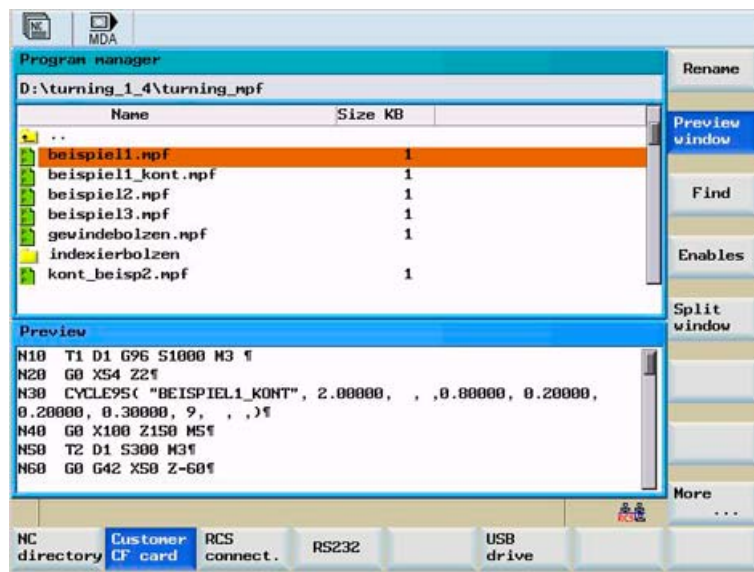 NC
MDA
Program manager
D:\turning_1_4\turning_mpf
Name Size KB
..
beispiel1.mpf 1
beispiel1_kont.mpf 1
beispiel2.mpf 1
beispiel3.mpf 1
gewindebolzen.mpf 1
indexierbolzen
kont_beisp2.mpf 1
Preview
N10 T1 D1 G96 S1000 M3 ¶
N20 G0 X54 Z2¶
N30 CYCLE95( "BEISPIEL1_KONT", 2.00000, , ,0.80000, 0.20000,
0.20000, 0.30000, 9, , ,)¶
N40 G0 X100 Z150 M5¶
N50 T2 D1 S300 M3¶
N60 G0 G42 X50 Z-60¶
Rename
Preview
window
Find
Enables
Split
window
More
...
RCS
NC
directory
Customer
CF card
RCS
connect.
RS232
USB
drive